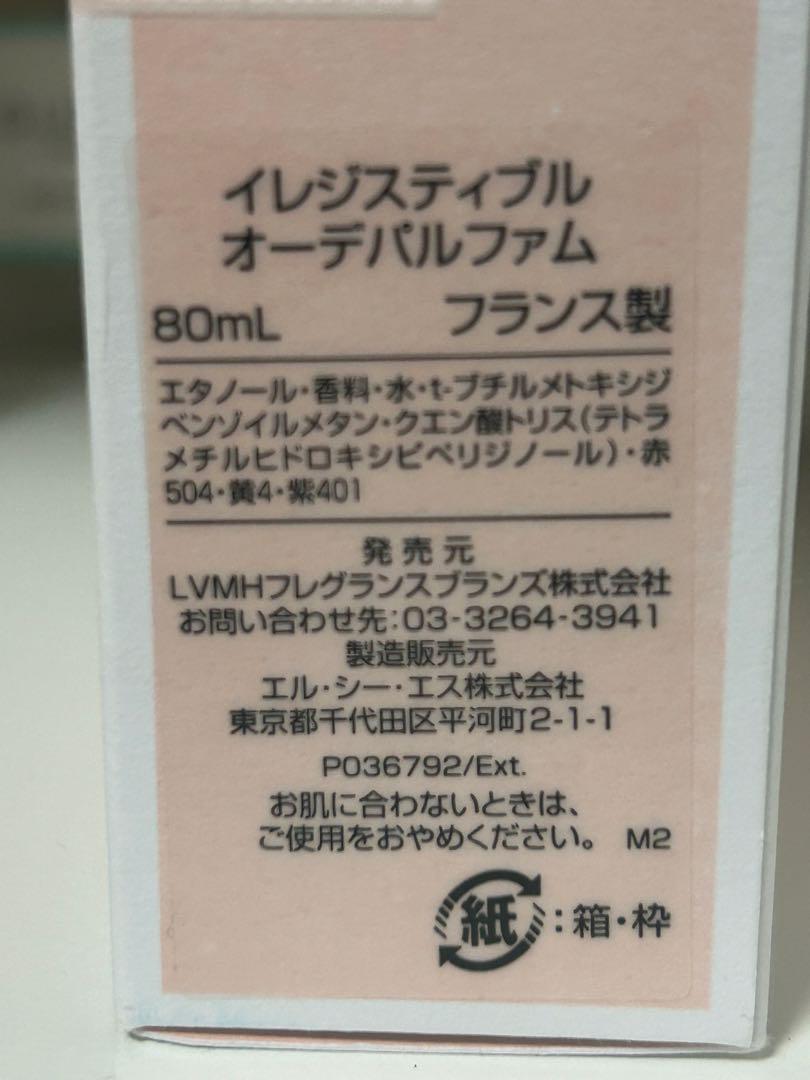 イレジスティブル
オーデパルファム
80mL フランス製
エタノール・香料・水・t-ブチルメトキシジ
ベンゾイルメタン・クエン酸トリス(テトラ
メチルヒドロキシピペリジノール)・赤
504・黄4・紫401
発売元
LVMHフレグランスブランズ株式会社
お問い合わせ先:03-3264-3941
製造販売元
エル・シー・エス株式会社
東京都千代田区平河町2-1-1
P036792/Ext.
お肌に合わないときは、
ご使用をおやめください。 M2
紙:箱・枠